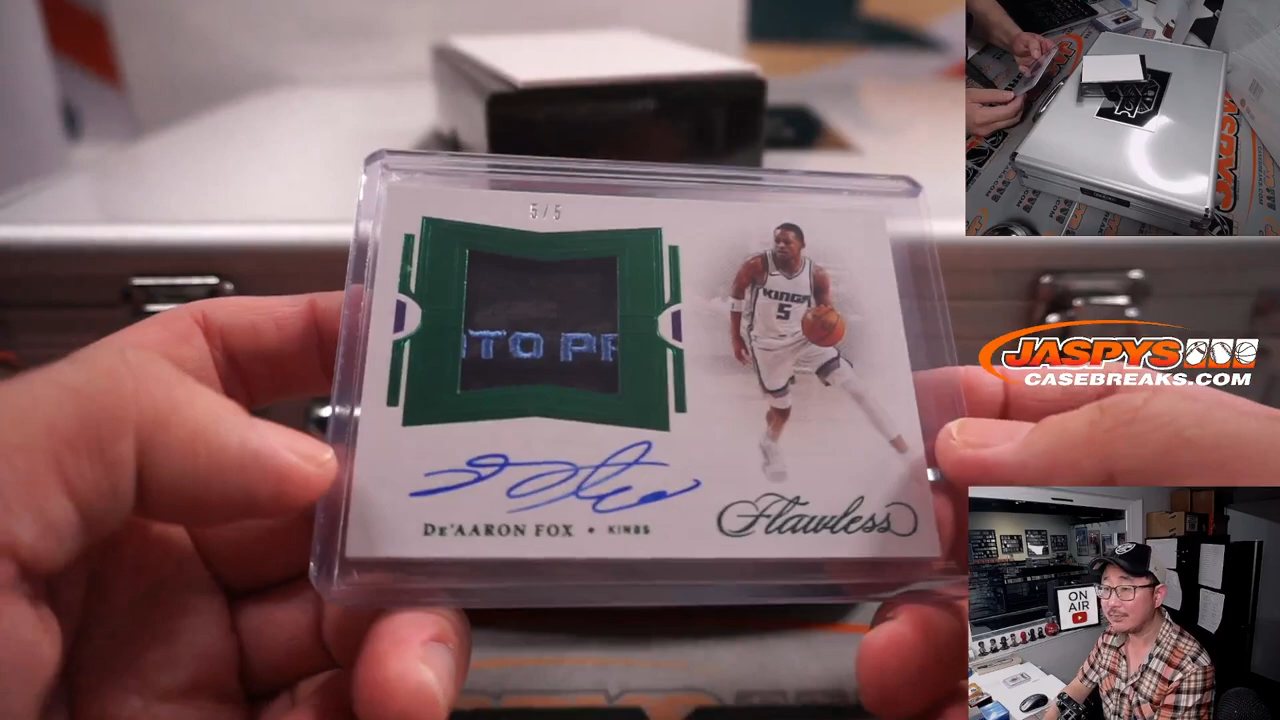 5/5
TO PR
KINGS
5
DE'AARON FOX • KINGS
Flawless
JASPYS
CASEBREAKS.COM
ON
AIR